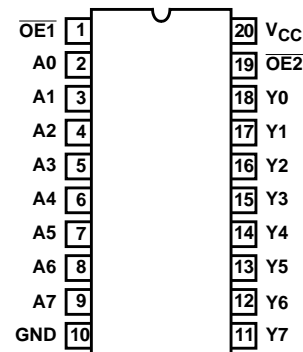 OE1 1 20 VCC
A0 2 19 OE2
A1 3 18 Y0
A2 4 17 Y1
A3 5 16 Y2
A4 6 15 Y3
A5 7 14 Y4
A6 8 13 Y5
A7 9 12 Y6
GND 10 11 Y7